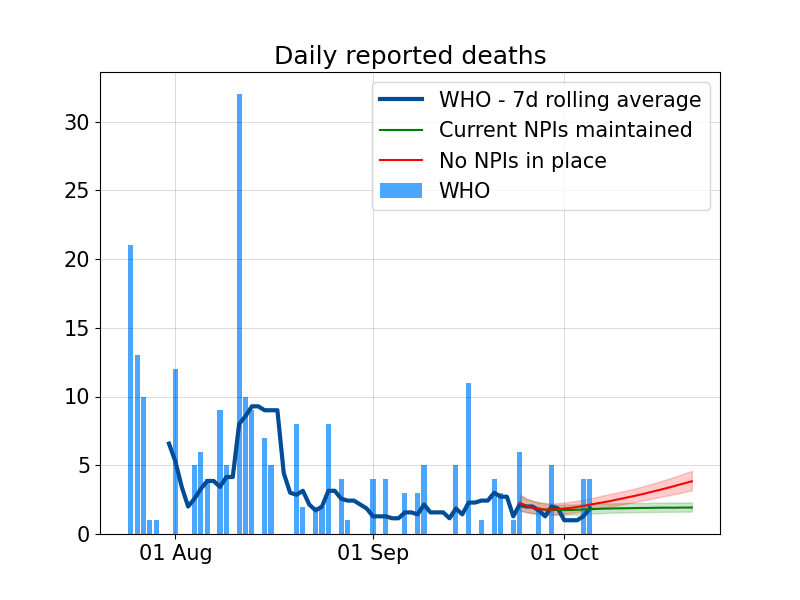 Daily reported deaths
WHO - 7d rolling average
Current NPIs maintained
No NPIs in place
WHO
30
25
20
15
10
5
0
01 Aug
01 Sep
01 Oct